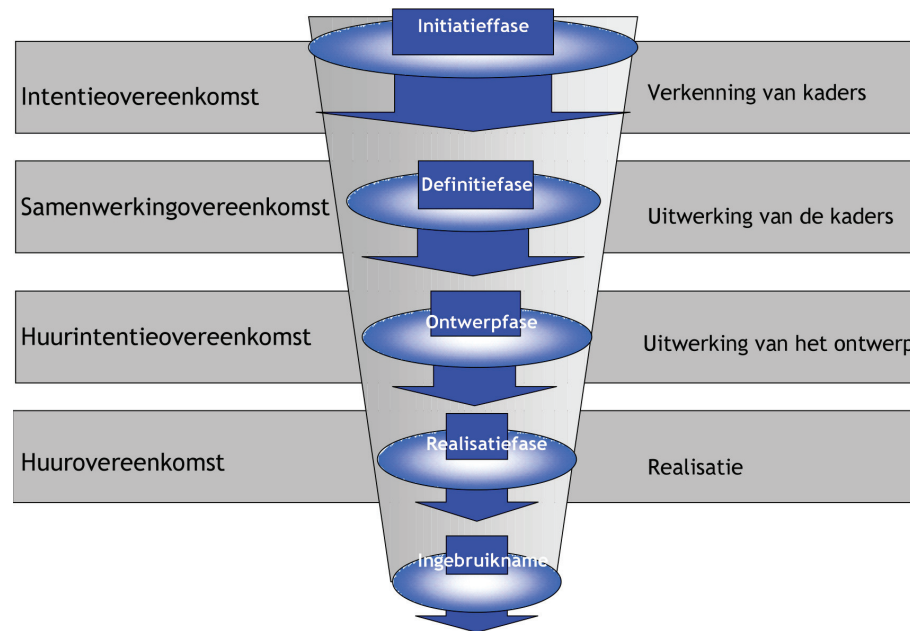 Initiatieffase
Intentieovereenkomst
Verkenning van kaders
Definitiefase
Samenwerkingovereenkomst
Uitwerking van de kaders
Ontwerpfase
Huurintentieovereenkomst
Uitwerking van het ontwerp
Realisatiefase
Huurovereenkomst
Realisatie
Ingebruikname